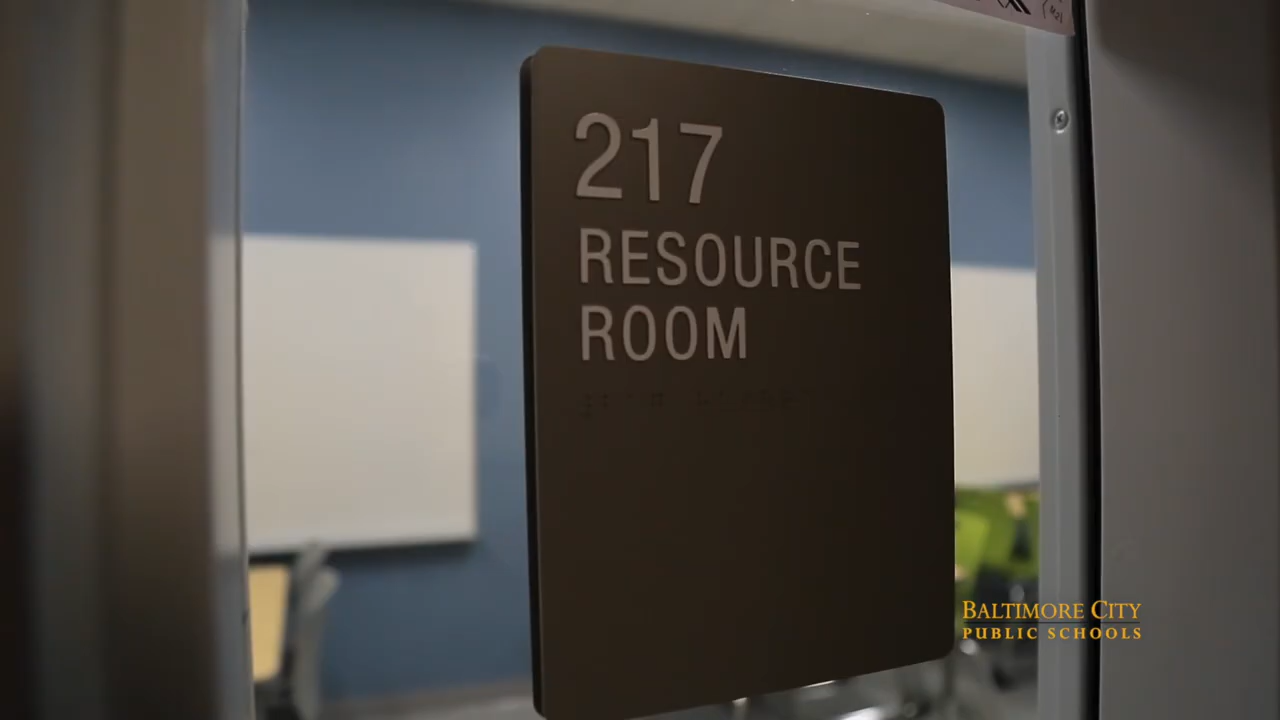 217
RESOURCE
ROOM
BALTIMORE CITY
PUBLIC SCHOOLS